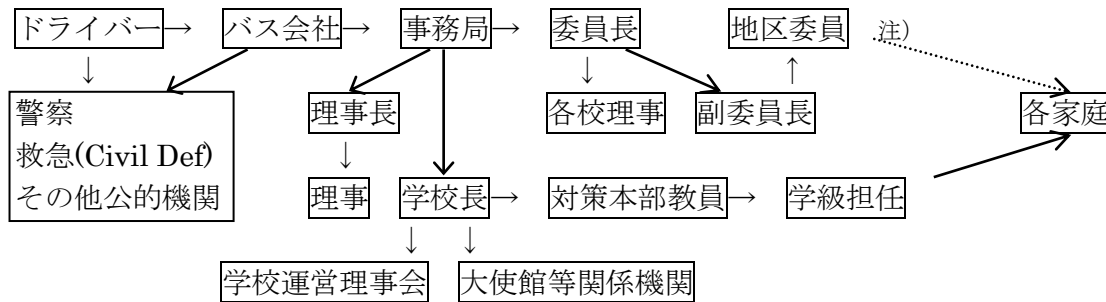 ドライバー→ バス会社→ 事務局→ 委員長 地区委員 注)
↓ ↓ ↑
警察 理事長 各校理事 副委員長 各家庭
救急(Civil Def) ↓
その他公的機関 理事 学校長→ 対策本部教員→ 学級担任
↓ ↓
学校運営理事会 大使館等関係機関